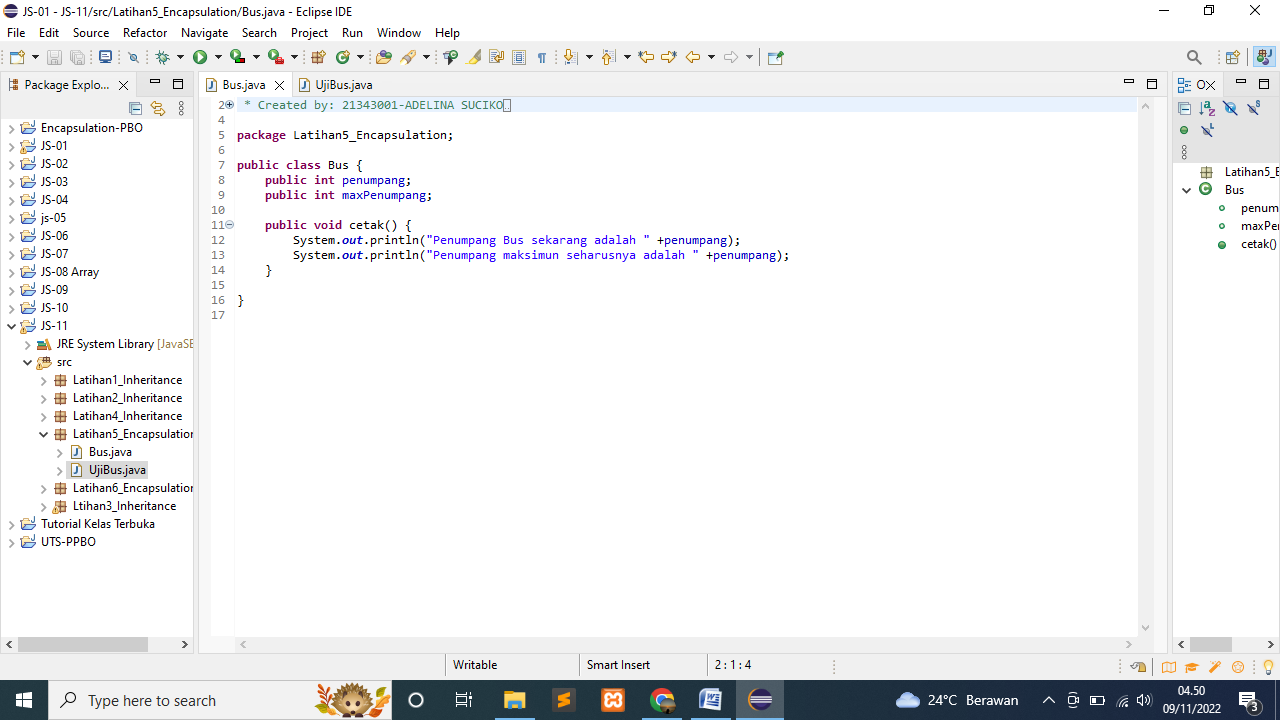 JS-01 - JS-11/src/Latihan5_Encapsulation/Bus.java - Eclipse IDE
File Edit Source Refactor Navigate Search Project Run Window Help
Package Explo...
Bus.java
UjiBus.java
Encapsulation-PBO
JS-01
JS-02
JS-03
JS-04
js-05
JS-06
JS-07
JS-08 Array
JS-09
JS-10
JS-11
JRE System Library [JavaSE
src
Latihan1_Inheritance
Latihan2_Inheritance
Latihan4_Inheritance
Latihan5_Encapsulation
Bus.java
UjiBus.java
Latihan6_Encapsulation
Ltihan3_Inheritance
Tutorial Kelas Terbuka
UTS-PPBO
2 * Created by: 21343001-ADELINA SUCIKO
4
5 package Latihan5_Encapsulation;
6
7 public class Bus {
8 public int penumpang;
9 public int maxPenumpang;
10
11 public void cetak() {
12 System.out.println("Penumpang Bus sekarang adalah " +penumpang);
13 System.out.println("Penumpang maksimun seharusnya adalah " +penumpang);
14 }
15
16 }
17
O
Latihan5_E
Bus
penum
maxPe
cetak()
Writable
Smart Insert
2 : 1 : 4
Type here to search
24°C Berawan
04.50
09/11/2022
3